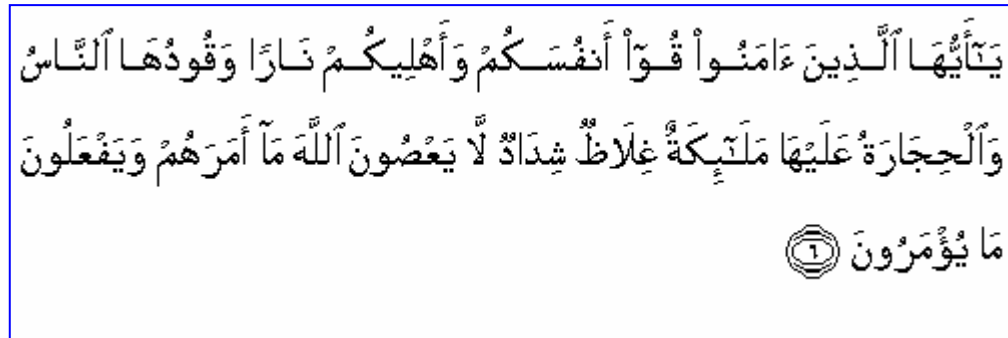 يَـٰٓأَيُّهَا ٱلَّذِينَ ءَامَنُوا۟ قُوٓا۟ أَنفُسَكُمْ وَأَهْلِيكُمْ نَارًا وَقُودُهَا ٱلنَّاسُ
وَٱلْحِجَارَةُ عَلَيْهَا مَلَـٰٓئِكَةٌ غِلَاظٌ شِدَادٌ لَّا يَعْصُونَ ٱللَّهَ مَآ أَمَرَهُمْ وَيَفْعَلُونَ
مَا يُؤْمَرُونَ ٦